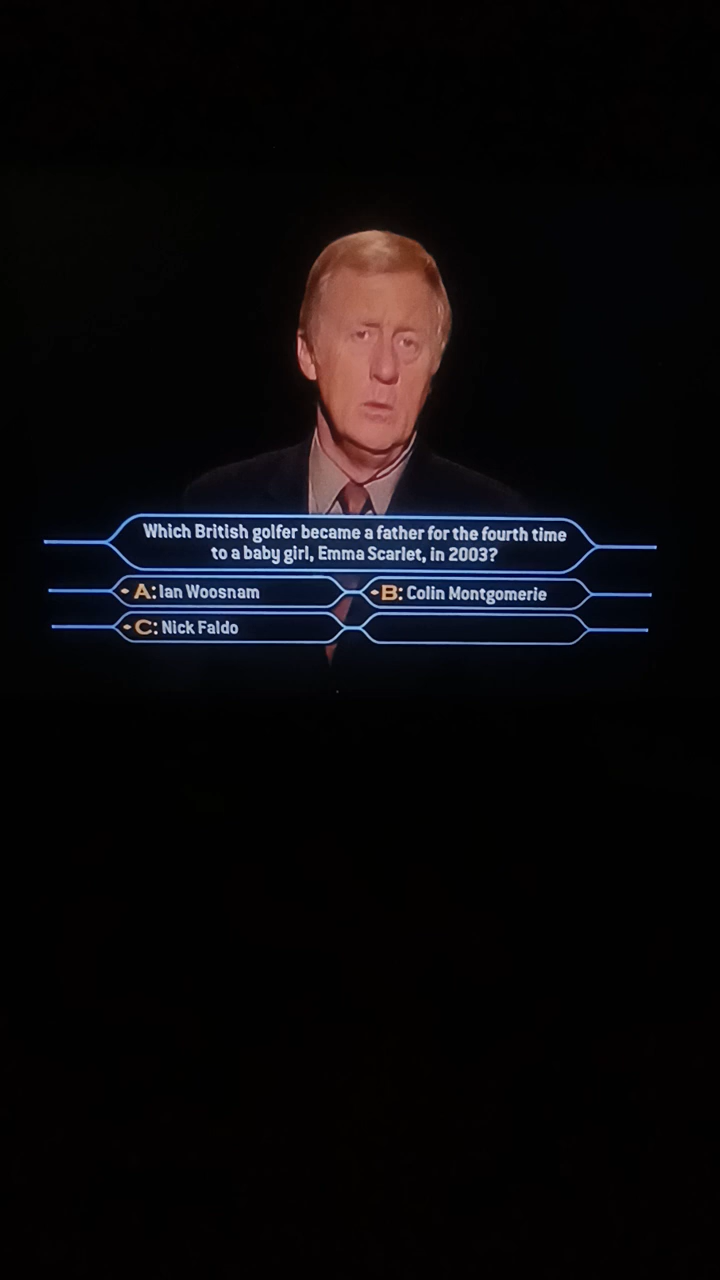 Which British golfer became a father for the fourth time
to a baby girl, Emma Scarlet, in 2003?
A: Ian Woosnam
B: Colin Montgomerie
C: Nick Faldo